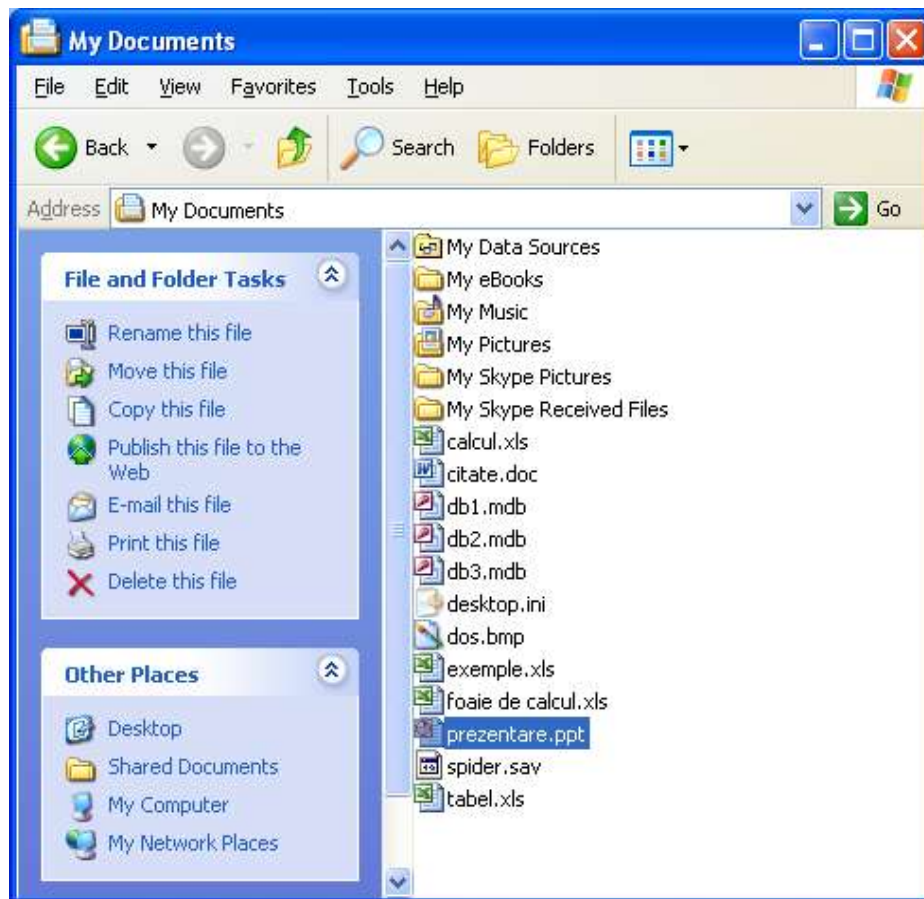 My Documents
File Edit View Favorites Tools Help
Back Search Folders
Address My Documents Go
File and Folder Tasks
Rename this file
Move this file
Copy this file
Publish this file to the
Web
E-mail this file
Print this file
Delete this file
Other Places
Desktop
Shared Documents
My Computer
My Network Places
My Data Sources
My eBooks
My Music
My Pictures
My Skype Pictures
My Skype Received Files
calcul.xls
citate.doc
db1.mdb
db2.mdb
db3.mdb
desktop.ini
dos.bmp
exemple.xls
foaie de calcul.xls
prezentare.ppt
spider.sav
tabel.xls